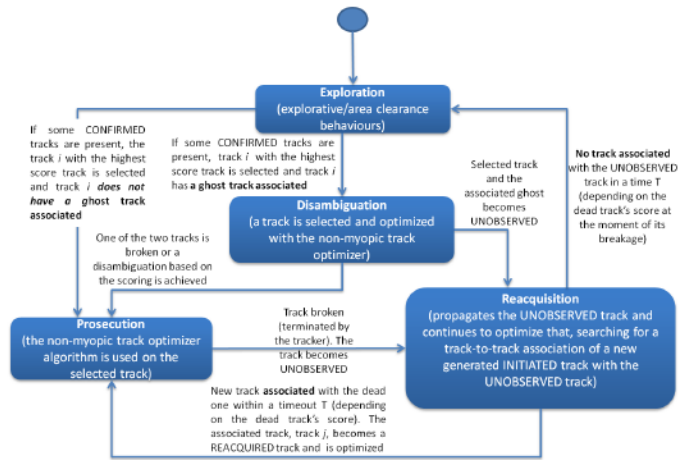 Exploration
(explorative/area clearance
behaviours)
If some CONFIRMED
tracks are present, the
track i with the highest
score track is selected
and track i does not
have a ghost track
associated
If some CONFIRMED tracks are
present, track i with the highest
score track is selected and track i
has a ghost track associated
Selected track
and the
associated ghost
becomes
UNOBSERVED
No track associated
with the UNOBSERVED
track in a time T
(depending on the
dead track's score at
the moment of its
breakage)
Disambiguation
(a track is selected and optimized
with the non-myopic track
optimizer)
One of the two tracks is
broken or a
disambiguation based on
the scoring is achieved
Prosecution
(the non-myopic track optimizer
algorithm is used on the
selected track)
Track broken
(terminated by
the tracker). The
track becomes
UNOBSERVED
Reacquisition
(propagates the UNOBSERVED track and
continues to optimize that, searching for a
track-to-track association of a new
generated INITIATED track with the
UNOBSERVED track)
New track associated with the dead
one within a timeout T (depending
on the dead track's score). The
associated track, track j, becomes a
REACQUIRED track and is optimized